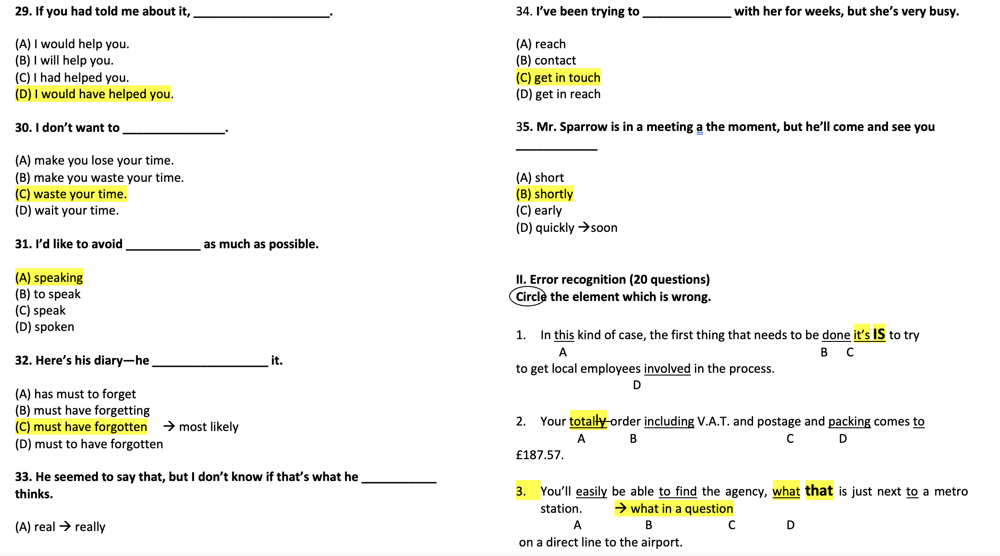 29. If you had told me about it, ____________________.
(A) I would help you.
(B) I will help you.
(C) I had helped you.
(D) I would have helped you.
30. I don’t want to _______________.
(A) make you lose your time.
(B) make you waste your time.
(C) waste your time.
(D) wait your time.
31. I’d like to avoid ___________ as much as possible.
(A) speaking
(B) to speak
(C) speak
(D) spoken
32. Here’s his diary—he _________________ it.
(A) has must to forget
(B) must have forgetting
(C) must have forgotten → most likely
(D) must to have forgotten
33. He seemed to say that, but I don’t know if that’s what he ___________
thinks.
(A) real → really
34. I’ve been trying to _____________ with her for weeks, but she’s very busy.
(A) reach
(B) contact
(C) get in touch
(D) get in reach
35. Mr. Sparrow is in a meeting a the moment, but he’ll come and see you
____________
(A) short
(B) shortly
(C) early
(D) quickly →soon
II. Error recognition (20 questions)
Circle the element which is wrong.
1. In this kind of case, the first thing that needs to be done it’s IS to try
A B C
to get local employees involved in the process.
D
2. Your totally order including V.A.T. and postage and packing comes to
A B C D
£187.57.
3. You’ll easily be able to find the agency, what that is just next to a metro
station. → what in a question
A B C D
on a direct line to the airport.